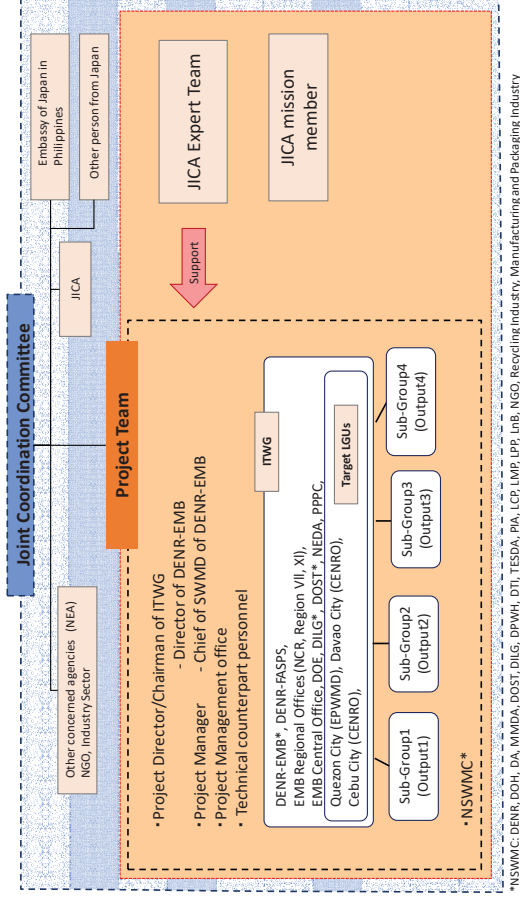 Joint Coordination Committee
Other concerned agencies (NEA)
NGO, Industry Sector
JICA
Embassy of Japan in
Philippines
Other person from Japan
Project Team
・Project Director/Chairman of ITWG
- Director of DENR-EMB
・Project Manager - Chief of SWMD of DENR-EMB
・Project Management office
・Technical counterpart personnel
ITWG
DENR-EMB*, DENR-FASPS,
EMB Regional Offices (NCR, Region VII, XI),
EMB Central Office, DOE, DILG*, DOST*, NEDA, PPPC,
Quezon City (EPWMD), Davao City (CENRO),
Cebu City (CENRO),
Target LGUs
Sub-Group1
(Output1)
Sub-Group2
(Output2)
Sub-Group3
(Output3)
Sub-Group4
(Output4)
・NSWMC*
Support
JICA Expert Team
JICA mission
member
*NSWMC: DENR, DOH, DA, MMDA, DOST, DILG, DPWH, DTI, TESDA, PIA, LCP, LMP, LPP, LnB, NGO, Recycling Industry, Manufacturing and Packaging Industry